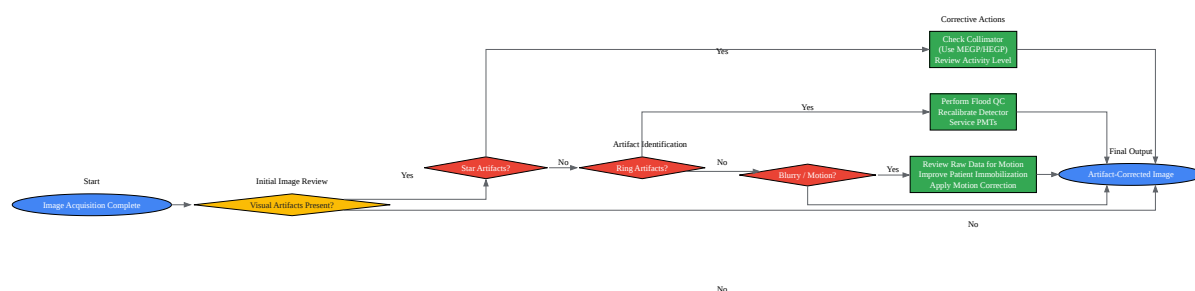 Corrective Actions
Check Collimator
(Use MEGP/HEGP)
Review Activity Level
Yes
Perform Flood QC
Recalibrate Detector
Service PMTs
Yes
Artifact Identification
Final Output
Star Artifacts?
No
Ring Artifacts?
No
Blurry / Motion?
Yes
Review Raw Data for Motion
Improve Patient Immobilization
Apply Motion Correction
Artifact-Corrected Image
Start
Initial Image Review
Yes
Image Acquisition Complete
Visual Artifacts Present?
No
No